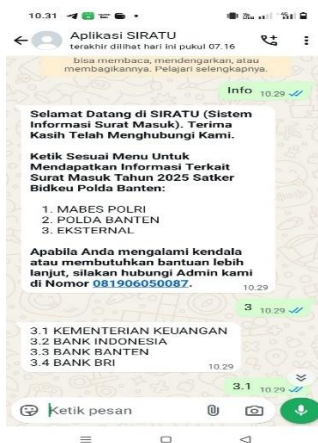 10.31
Aplikasi SIRATU
terakhir dilihat hari ini pukul 07.16
bisa membaca, mendengarkan, atau
membagikannya. Pelajari selengkapnya.
Info 10.29
Selamat Datang di SIRATU (Sistem
Informasi Surat Masuk). Terima
Kasih Telah Menghubungi Kami.
Ketik Sesuai Menu Untuk
Mendapatkan Informasi Terkait
Surat Masuk Tahun 2025 Satker
Bidkeu Polda Banten:
1. MABES POLRI
2. POLDA BANTEN
3. EKSTERNAL
Apabila Anda mengalami kendala
atau membutuhkan bantuan lebih
lanjut, silakan hubungi Admin kami
di Nomor 081906050087.
10.29
3 10.29
3.1 KEMENTERIAN KEUANGAN
3.2 BANK INDONESIA
3.3 BANK BANTEN
3.4 BANK BRI
10.29
3.1 10.29
Ketik pesan